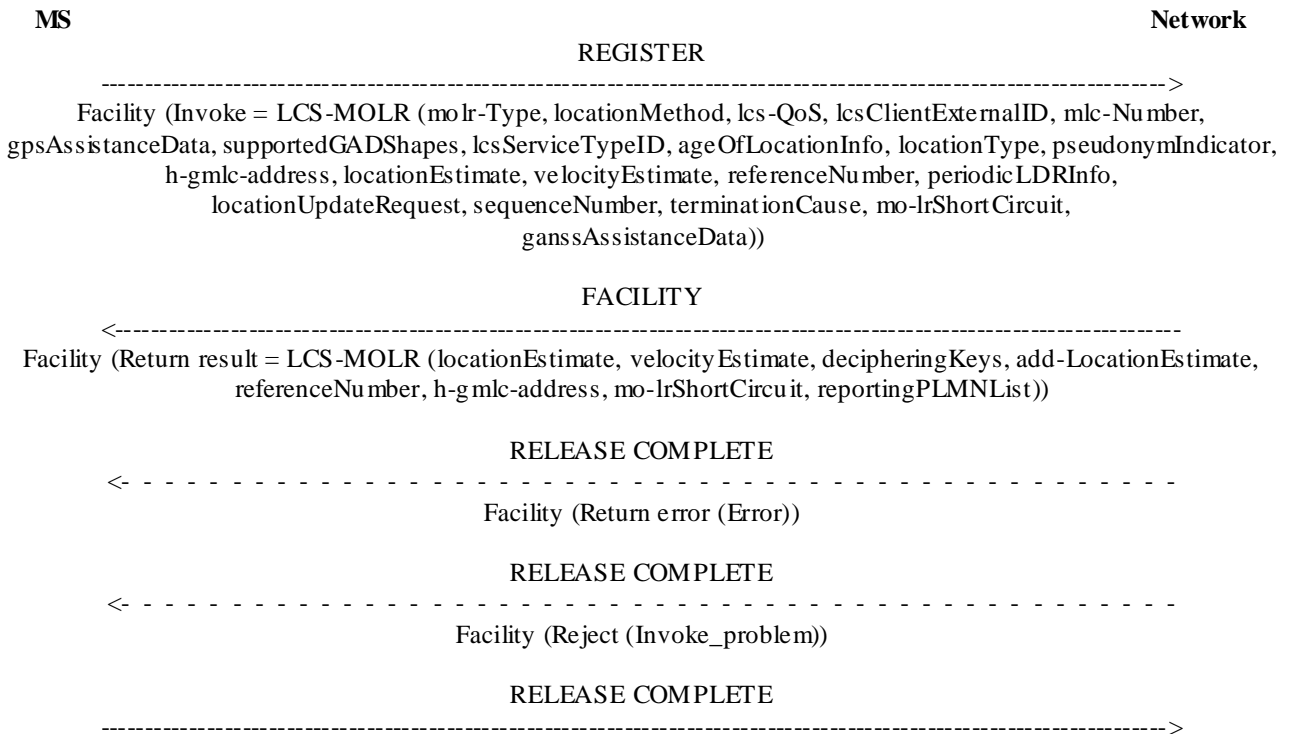 MS Network
REGISTER
------------------------------------------------------------------------------------------------------------------------>
Facility (Invoke = LCS-MOLR (molr-Type, locationMethod, lcs-QoS, lcsClientExternalID, mlc-Number,
gpsAssistanceData, supportedGADShapes, lcsServiceTypeID, ageOfLocationInfo, locationType, pseudonymIndicator,
h-gmlc-address, locationEstimate, velocityEstimate, referenceNumber, periodicLDRInfo,
locationUpdateRequest, sequenceNumber, terminationCause, mo-lrShortCircuit,
ganssAssistanceData))
FACILITY
<------------------------------------------------------------------------------------------------------------------------
Facility (Return result = LCS-MOLR (locationEstimate, velocityEstimate, decipheringKeys, add-LocationEstimate,
referenceNumber, h-gmlc-address, mo-lrShortCircuit, reportingPLMNList))
RELEASE COMPLETE
<- - - - - - - - - - - - - - - - - - - - - - - - - - - - - - - - - - - - - - - - - - - - - - - - -
Facility (Return error (Error))
RELEASE COMPLETE
<- - - - - - - - - - - - - - - - - - - - - - - - - - - - - - - - - - - - - - - - - - - - - - - - -
Facility (Reject (Invoke_problem))
RELEASE COMPLETE
------------------------------------------------------------------------------------------------------------------------>